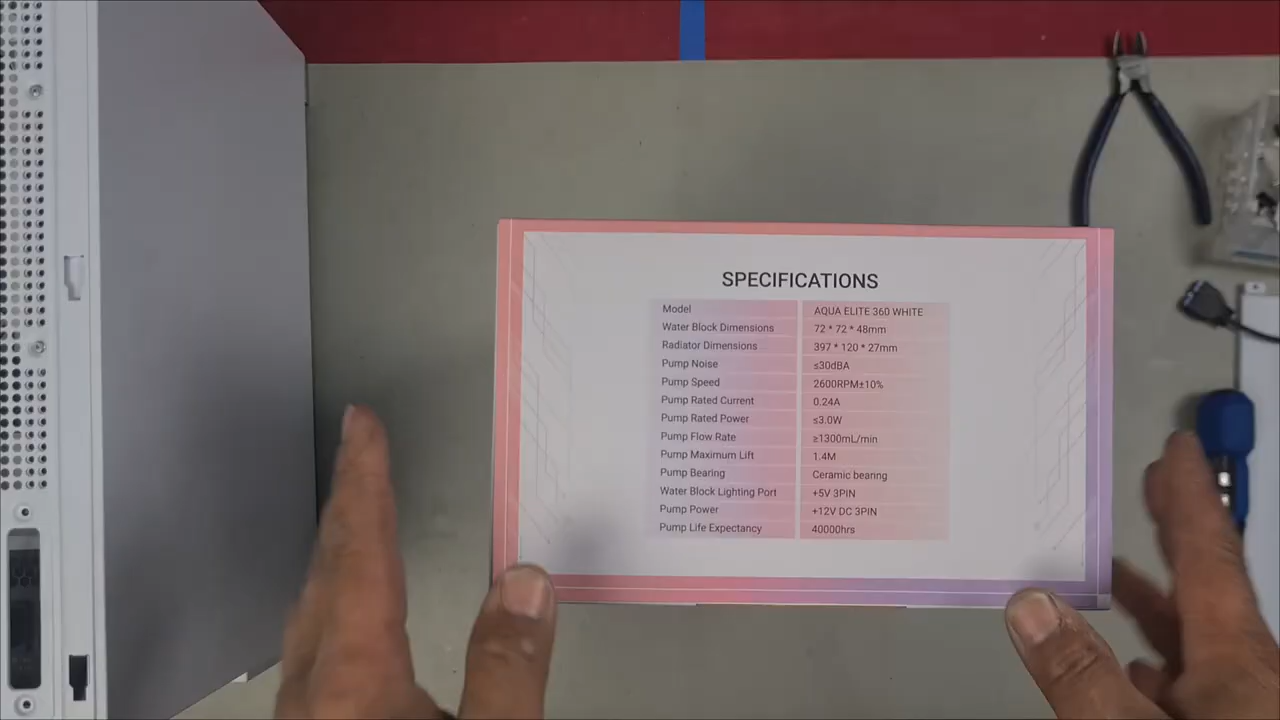 SPECIFICATIONS
Model AQUA ELITE 360 WHITE
Water Block Dimensions 72 * 72 * 48mm
Radiator Dimensions 397 * 120 * 27mm
Pump Noise ≤30dBA
Pump Speed 2600RPM±10%
Pump Rated Current 0.24A
Pump Rated Power ≤3.0W
Pump Flow Rate ≥1300mL/min
Pump Maximum Lift 1.4M
Pump Bearing Ceramic bearing
Water Block Lighting Port +5V 3PIN
Pump Power +12V DC 3PIN
Pump Life Expectancy 40000hrs